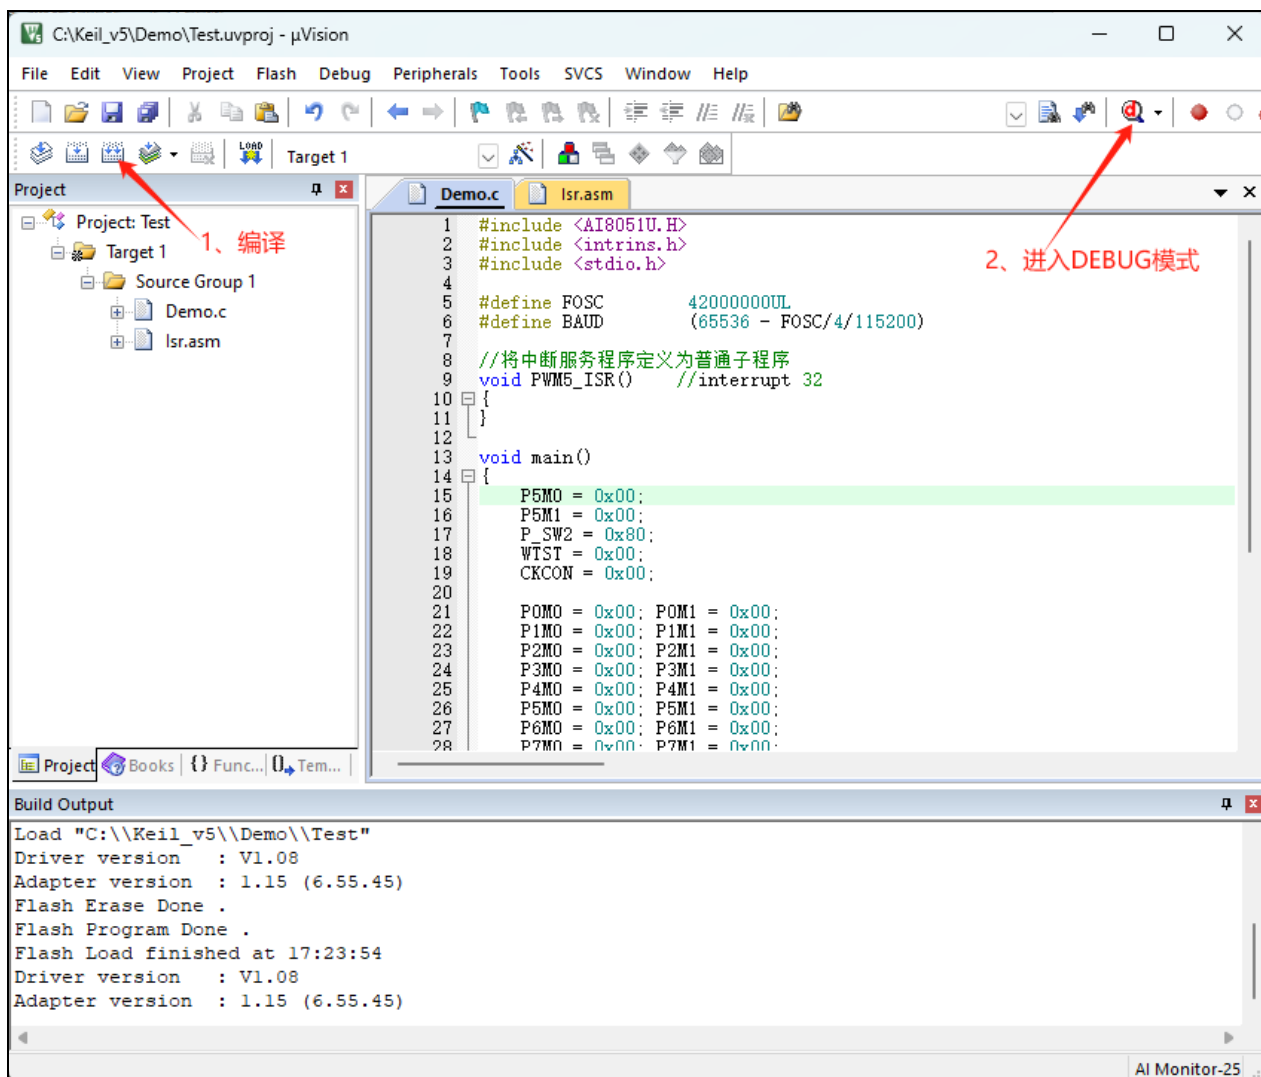 C:\Keil_v5\Demo\Test.uvproj - µVision
File Edit View Project Flash Debug Peripherals Tools SVCS Window Help
LOAD
Target 1
Project
Demo.c
Isr.asm
Project: Test
Target 1
Source Group 1
Demo.c
Isr.asm
1、编译
2、进入DEBUG模式
1 #include <AI8051U.H>
2 #include <intrins.h>
3 #include <stdio.h>
4
5 #define FOSC 42000000UL
6 #define BAUD (65536 - FOSC/4/115200)
7
8 //将中断服务程序定义为普通子程序
9 void PWM5_ISR() //interrupt 32
10 {
11 }
12
13 void main()
14 {
15 P5M0 = 0x00;
16 P5M1 = 0x00;
17 P_SW2 = 0x80;
18 WTST = 0x00;
19 CKCON = 0x00;
20
21 P0M0 = 0x00; P0M1 = 0x00;
22 P1M0 = 0x00; P1M1 = 0x00;
23 P2M0 = 0x00; P2M1 = 0x00;
24 P3M0 = 0x00; P3M1 = 0x00;
25 P4M0 = 0x00; P4M1 = 0x00;
26 P5M0 = 0x00; P5M1 = 0x00;
27 P6M0 = 0x00; P6M1 = 0x00;
28 P7M0 = 0x00; P7M1 = 0x00;
Project Books {} Func... Tem...
Build Output
Load "C:\\Keil_v5\\Demo\\Test"
Driver version : V1.08
Adapter version : 1.15 (6.55.45)
Flash Erase Done .
Flash Program Done .
Flash Load finished at 17:23:54
Driver version : V1.08
Adapter version : 1.15 (6.55.45)
AI Monitor-25